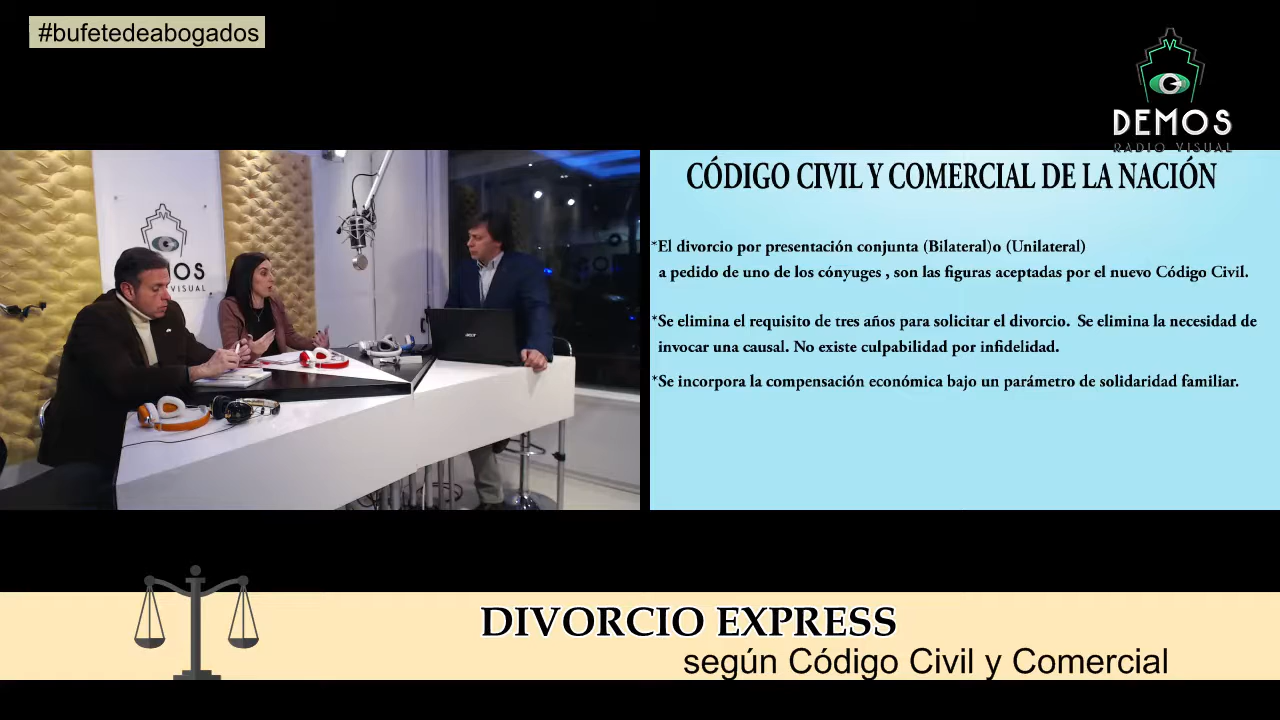 #bufetedeabogados
DEMOS
RADIO VISUAL
MOS
VISUAL
acer
CÓDIGO CIVIL Y COMERCIAL DE LA NACIÓN
*El divorcio por presentación conjunta (Bilateral)o (Unilateral)
a pedido de uno de los cónyuges , son las figuras aceptadas por el nuevo Código Civil.
*Se elimina el requisito de tres años para solicitar el divorcio. Se elimina la necesidad de
invocar una causal. No existe culpabilidad por infidelidad.
*Se incorpora la compensación económica bajo un parámetro de solidaridad familiar.
DIVORCIO EXPRESS
según Código Civil y Comercial